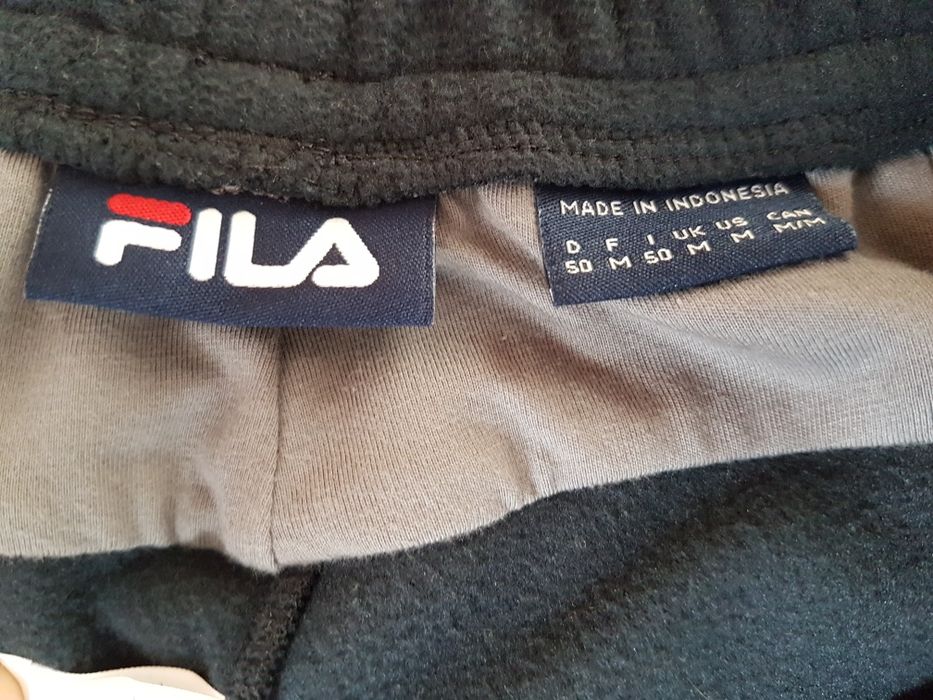 FILA
MADE IN INDONESIA
D F I UK US CAN
50 M 50 M M M/M